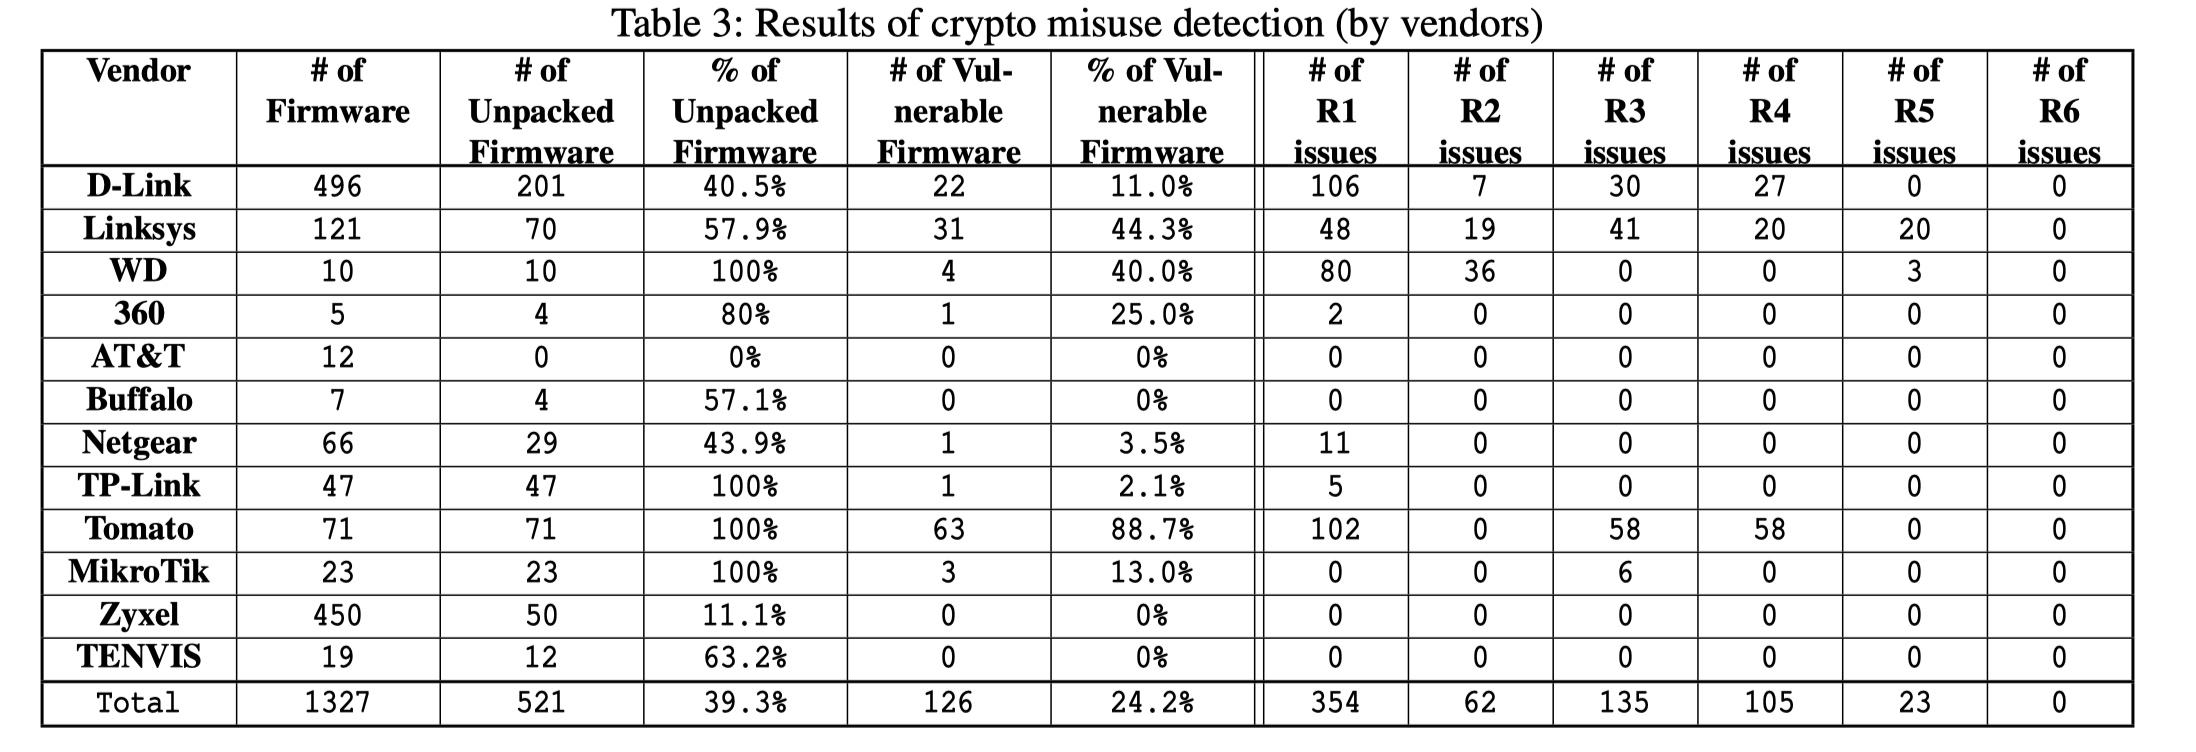 Table 3: Results of crypto misuse detection (by vendors)
Vendor # of Firmware # of Unpacked Firmware % of Unpacked Firmware # of Vul-nerable Firmware % of Vul-nerable Firmware # of R1 issues # of R2 issues # of R3 issues # of R4 issues # of R5 issues # of R6 issues
D-Link 496 201 40.5% 22 11.0% 106 7 30 27 0 0
Linksys 121 70 57.9% 31 44.3% 48 19 41 20 20 0
WD 10 10 100% 4 40.0% 80 36 0 0 3 0
360 5 4 80% 1 25.0% 2 0 0 0 0 0
AT&T 12 0 0% 0 0% 0 0 0 0 0 0
Buffalo 7 4 57.1% 0 0% 0 0 0 0 0 0
Netgear 66 29 43.9% 1 3.5% 11 0 0 0 0 0
TP-Link 47 47 100% 1 2.1% 5 0 0 0 0 0
Tomato 71 71 100% 63 88.7% 102 0 58 58 0 0
MikroTik 23 23 100% 3 13.0% 0 0 6 0 0 0
Zyxel 450 50 11.1% 0 0% 0 0 0 0 0 0
TENVIS 19 12 63.2% 0 0% 0 0 0 0 0 0
Total 1327 521 39.3% 126 24.2% 354 62 135 105 23 0